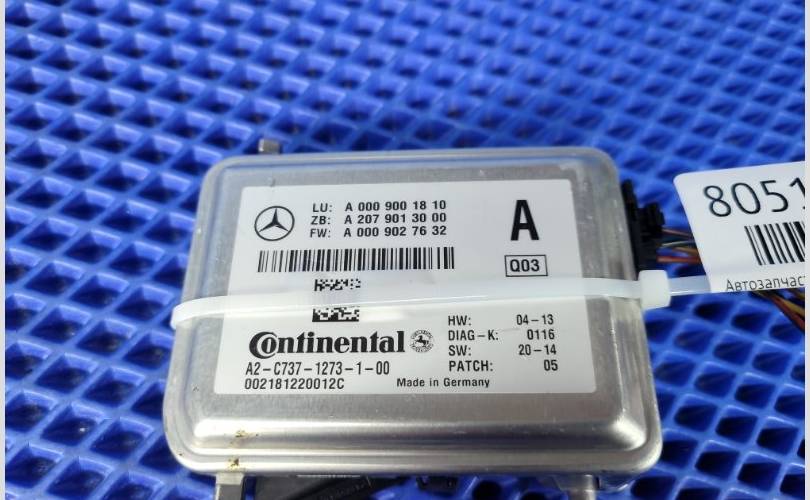 LU: A 000 900 18 10
ZB: A 207 901 30 00
FW: A 000 902 76 32
A
Q03
8051
Автозапчаст
Continental
HW: 04-13
DIAG-K: 0116
SW: 20-14
PATCH: 05
A2-C737-1273-1-00
002181220012C
Made in Germany